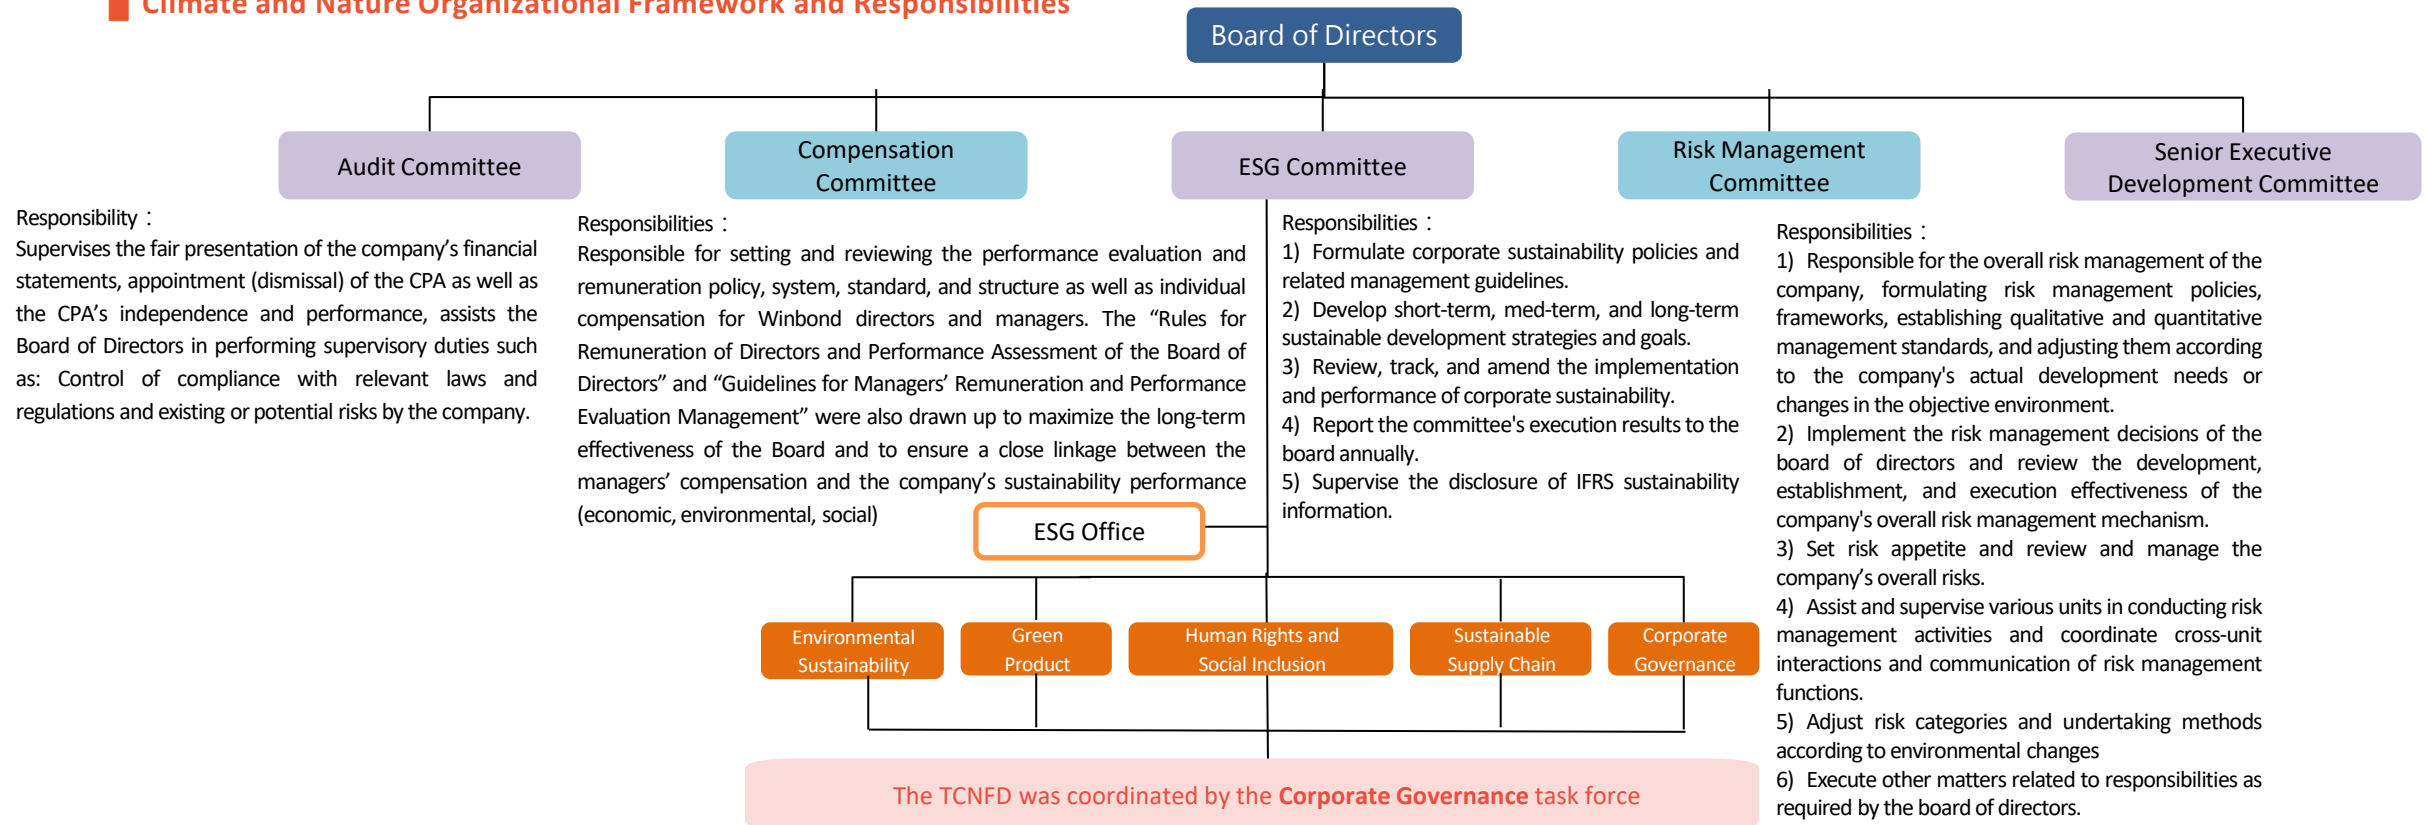 Climate and Nature Organizational Framework and Responsibilities
Board of Directors
Audit Committee
Compensation
Committee
ESG Committee
Risk Management
Committee
Senior Executive
Development Committee
Responsibility：
Supervises the fair presentation of the company’s financial
statements, appointment (dismissal) of the CPA as well as
the CPA’s independence and performance, assists the
Board of Directors in performing supervisory duties such
as: Control of compliance with relevant laws and
regulations and existing or potential risks by the company.
Responsibilities：
Responsible for setting and reviewing the performance evaluation and
remuneration policy, system, standard, and structure as well as individual
compensation for Winbond directors and managers. The “Rules for
Remuneration of Directors and Performance Assessment of the Board of
Directors” and “Guidelines for Managers’ Remuneration and Performance
Evaluation Management” were also drawn up to maximize the long-term
effectiveness of the Board and to ensure a close linkage between the
managers’ compensation and the company’s sustainability performance
(economic, environmental, social)
Responsibilities：
1) Formulate corporate sustainability policies and
related management guidelines.
2) Develop short-term, med-term, and long-term
sustainable development strategies and goals.
3) Review, track, and amend the implementation
and performance of corporate sustainability.
4) Report the committee's execution results to the
board annually.
5) Supervise the disclosure of IFRS sustainability
information.
Responsibilities：
1) Responsible for the overall risk management of the
company, formulating risk management policies,
frameworks, establishing qualitative and quantitative
management standards, and adjusting them according
to the company's actual development needs or
changes in the objective environment.
2) Implement the risk management decisions of the
board of directors and review the development,
establishment, and execution effectiveness of the
company's overall risk management mechanism.
3) Set risk appetite and review and manage the
company’s overall risks.
4) Assist and supervise various units in conducting risk
management activities and coordinate cross-unit
interactions and communication of risk management
functions.
5) Adjust risk categories and undertaking methods
according to environmental changes
6) Execute other matters related to responsibilities as
required by the board of directors.
ESG Office
Environmental
Sustainability
Green
Product
Human Rights and
Social Inclusion
Sustainable
Supply Chain
Corporate
Governance
The TCNFD was coordinated by the Corporate Governance task force